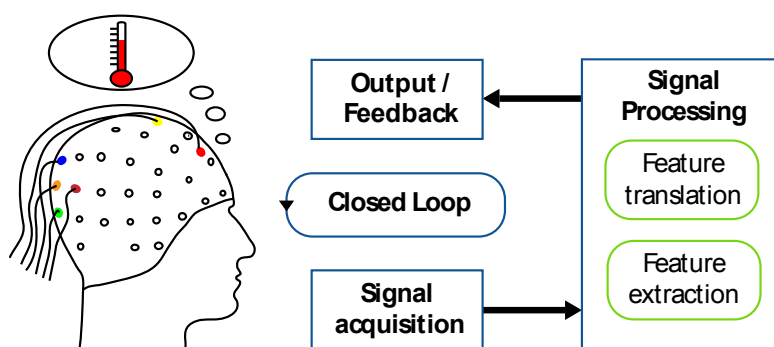 Output /
Feedback
Signal
Processing
Feature
translation
Closed Loop
Feature
extraction
Signal
acquisition